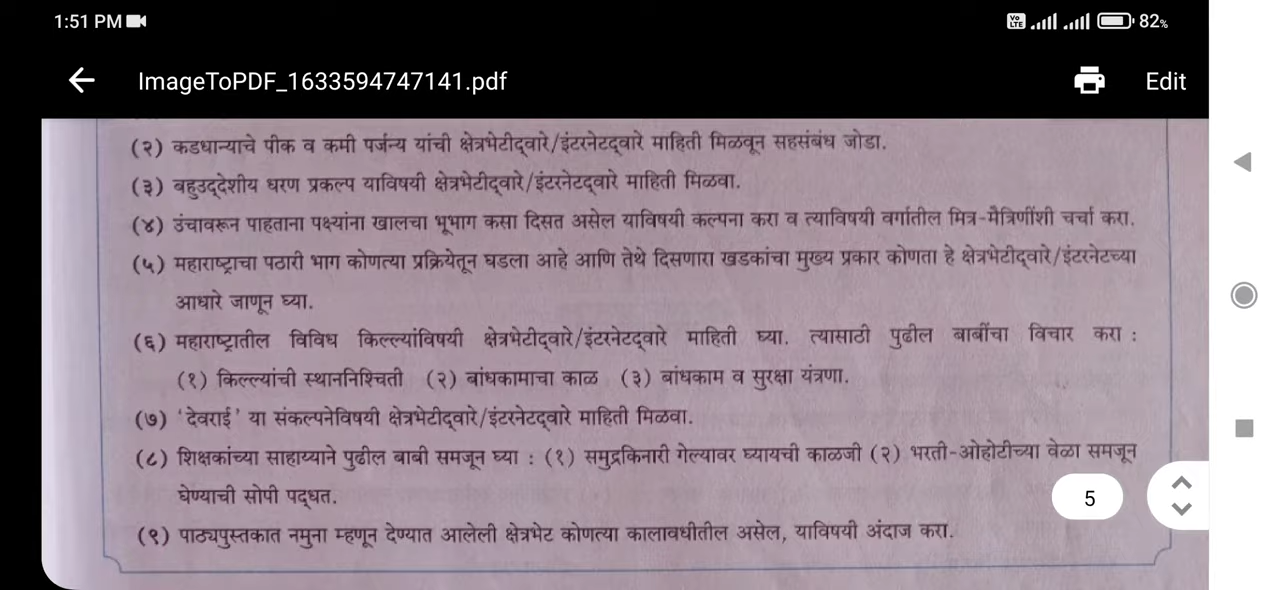 1:51 PM
Vo LTE 82%
ImageToPDF_1633594747141.pdf
Edit
(२) कडधान्याचे पीक व कमी पर्जन्य यांची क्षेत्रभेटीद्वारे/इंटरनेटद्वारे माहिती मिळवून सहसंबंध जोडा.
(३) बहुउद्देशीय धरण प्रकल्प याविषयी क्षेत्रभेटीद्वारे/इंटरनेटद्वारे माहिती मिळवा.
(४) उंचावरून पाहताना पक्ष्यांना खालचा भूभाग कसा दिसत असेल याविषयी कल्पना करा व त्याविषयी वर्गातील मित्र-मैत्रिणींशी चर्चा करा.
(५) महाराष्ट्राचा पठारी भाग कोणत्या प्रक्रियेतून घडला आहे आणि तेथे दिसणारा खडकांचा मुख्य प्रकार कोणता हे क्षेत्रभेटीद्वारे/इंटरनेटच्या
आधारे जाणून घ्या.
(६) महाराष्ट्रातील विविध किल्ल्यांविषयी क्षेत्रभेटीद्वारे/इंटरनेटद्वारे माहिती घ्या. त्यासाठी पुढील बाबींचा विचार करा :
(१) किल्ल्यांची स्थाननिश्चिती (२) बांधकामाचा काळ (३) बांधकाम व सुरक्षा यंत्रणा.
(७) 'देवराई' या संकल्पनेविषयी क्षेत्रभेटीद्वारे/इंटरनेटद्वारे माहिती मिळवा.
(८) शिक्षकांच्या साहाय्याने पुढील बाबी समजून घ्या : (१) समुद्रकिनारी गेल्यावर घ्यायची काळजी (२) भरती-ओहोटीच्या वेळा समजून
घेण्याची सोपी पद्धत.
5
(९) पाठ्यपुस्तकात नमुना म्हणून देण्यात आलेली क्षेत्रभेट कोणत्या कालावधीतील असेल, याविषयी अंदाज करा.